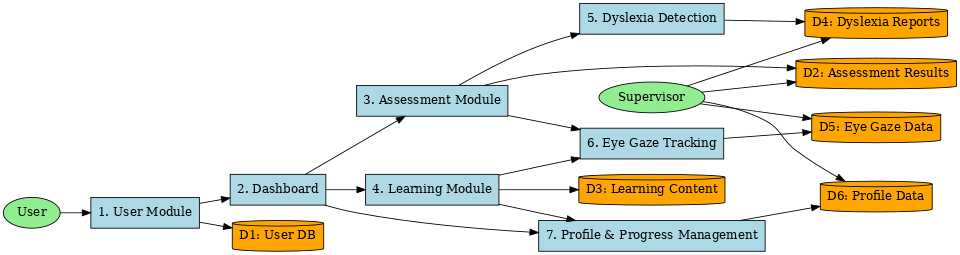 5. Dyslexia Detection
D4: Dyslexia Reports
D2: Assessment Results
3. Assessment Module
Supervisor
D5: Eye Gaze Data
6. Eye Gaze Tracking
2. Dashboard
4. Learning Module
D3: Learning Content
D6: Profile Data
User
1. User Module
D1: User DB
7. Profile & Progress Management